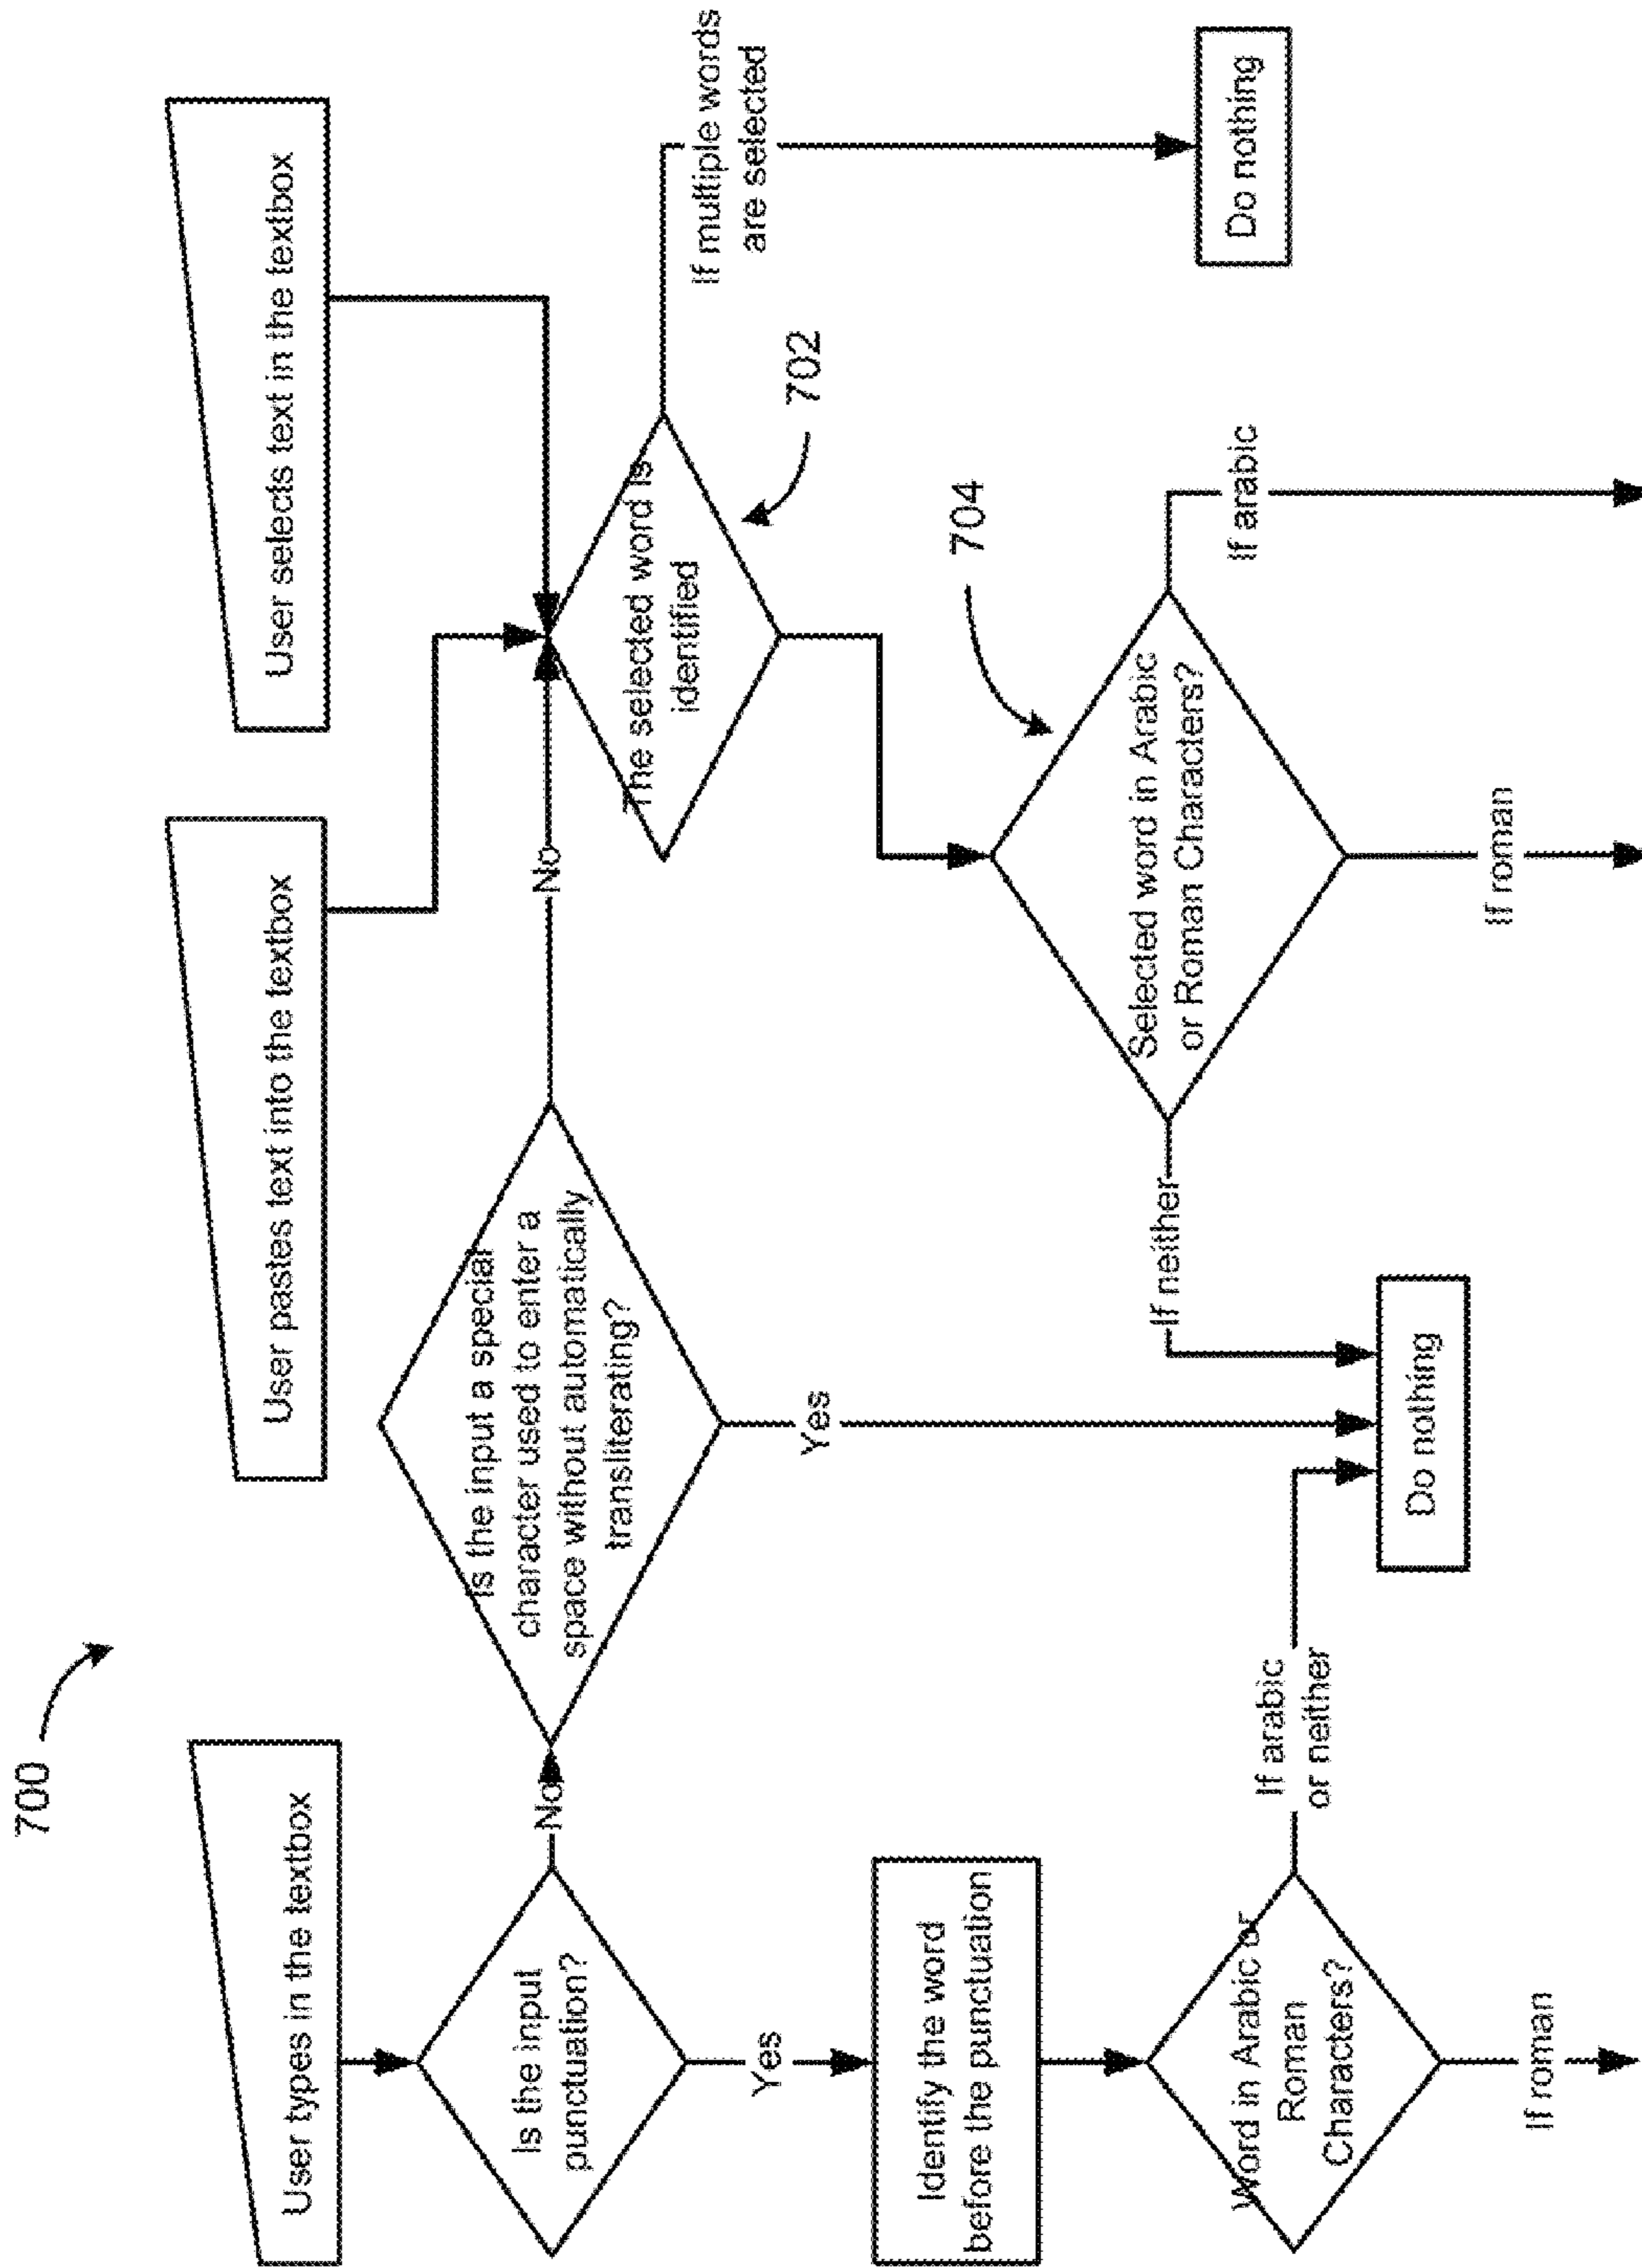 700
User types in the textbox
User pastes text into the textbox
User selects text in the textbox
Is the input
punctuation?
No
Is the input a special
character used to enter a
space without automatically
transliterating?
No
The selected word is
identified
702
If multiple words
are selected
Do nothing
Yes
Identify the word
before the punctuation
Yes
704
Selected word in Arabic
or Roman Characters?
If neither
If arabic
If roman
Word in Arabic or
Roman
Characters?
If arabic
or neither
Do nothing
If roman